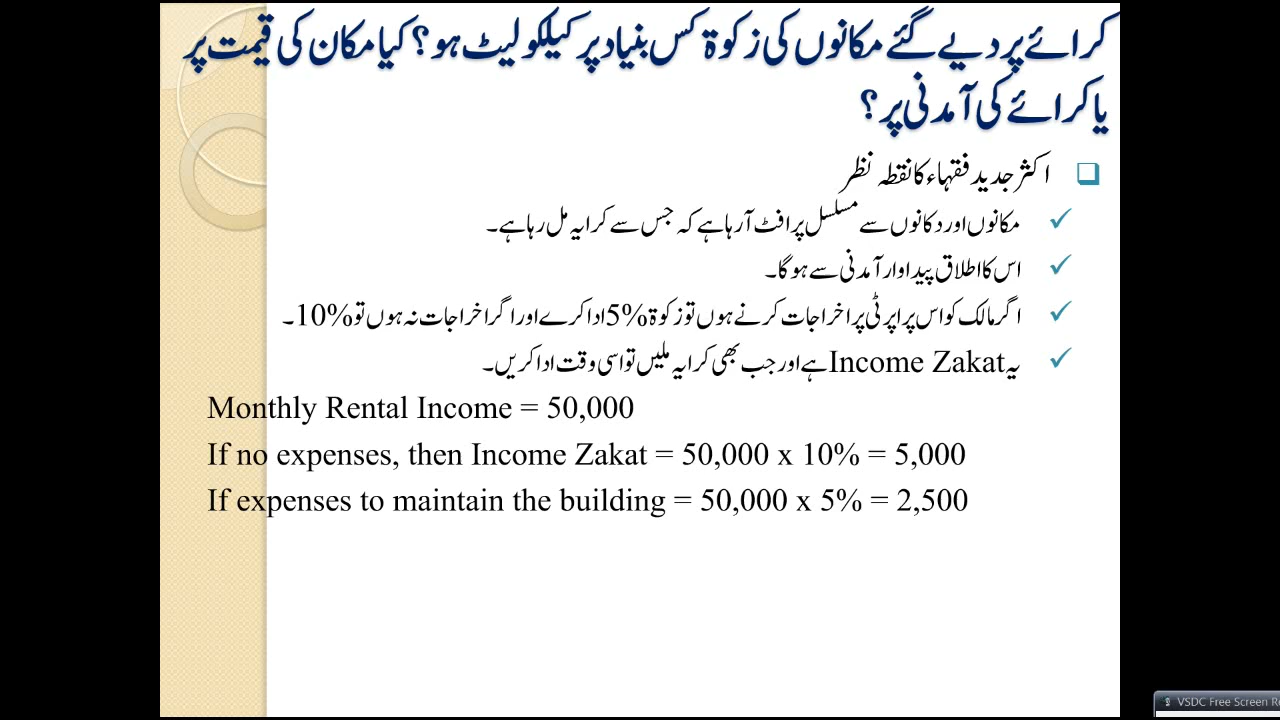 کرائے پر دیے گئے مکانوں کی زکوۃ کس بنیاد پر کیلکولیٹ ہو؟ کیا مکان کی قیمت پر
یا کرائے کی آمدنی پر؟
اکثر جدید فقہاء کا نقطہ نظر
مکانوں اور دکانوں سے مسلسل پرافٹ آ رہا ہے کہ جس سے کرایہ مل رہا ہے۔
اس کا اطلاق پیداوار آمدنی سے ہو گا۔
اگر مالک کو اس پراپرٹی پر اخراجات کرنے ہوں تو زکوۃ 5% ادا کرے اور اگر اخراجات نہ ہوں تو 10%۔
یہ Income Zakat ہے اور جب بھی کرایہ ملیں تو اسی وقت ادا کریں۔
Monthly Rental Income = 50,000
If no expenses, then Income Zakat = 50,000 x 10% = 5,000
If expenses to maintain the building = 50,000 x 5% = 2,500
VSDC Free Screen